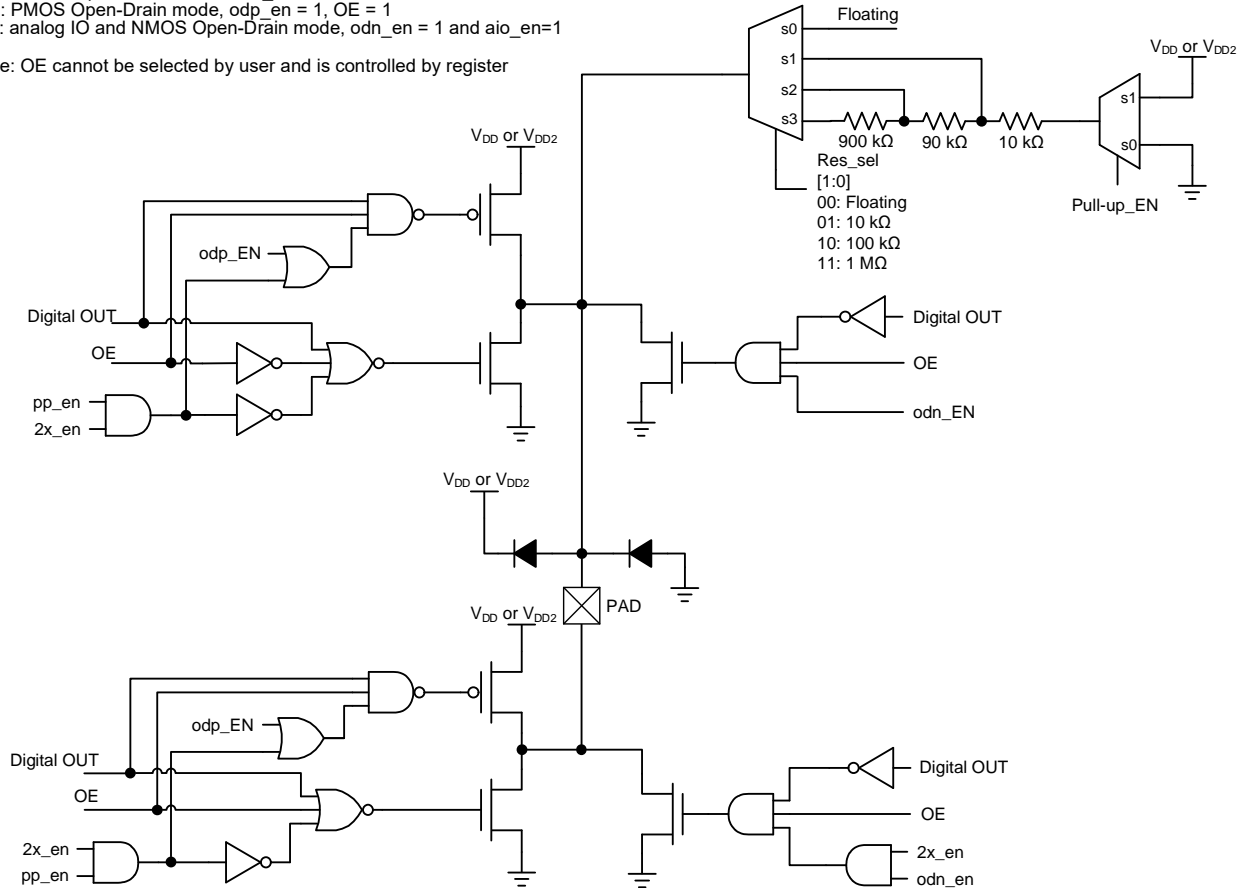 : PMOS Open-Drain mode, odp_en = 1, OE = 1
: analog IO and NMOS Open-Drain mode, odn_en = 1 and aio_en=1
e: OE cannot be selected by user and is controlled by register
Floating
s0
s1
s2
s3
900 kΩ
90 kΩ
10 kΩ
VDD or VDD2
s1
s0
Pull-up_EN
Res_sel
[1:0]
00: Floating
01: 10 kΩ
10: 100 kΩ
11: 1 MΩ
VDD or VDD2
odp_EN
Digital OUT
OE
pp_en
2x_en
Digital OUT
OE
odn_EN
VDD or VDD2
PAD
VDD or VDD2
odp_EN
Digital OUT
OE
2x_en
pp_en
Digital OUT
OE
2x_en
odn_en